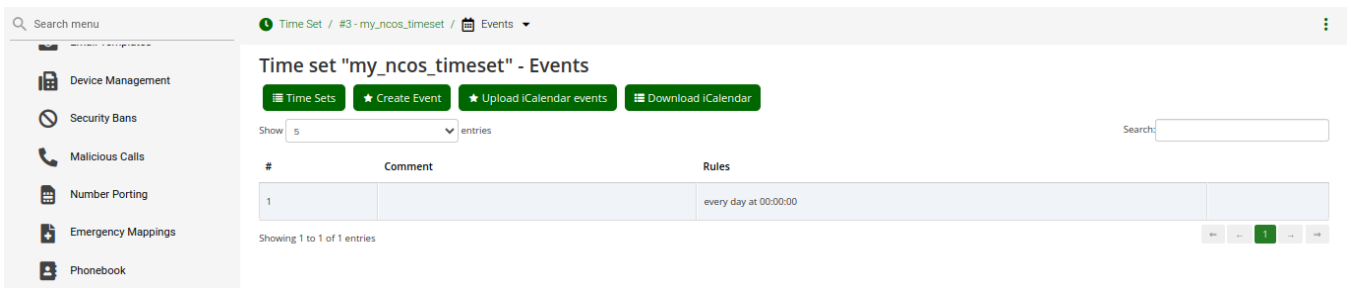 Search menu
Time Set / #3 - my_ncos_timeset / Events
Email Templates
Device Management
Security Bans
Malicious Calls
Number Porting
Emergency Mappings
Phonebook
Time set "my_ncos_timeset" - Events
Time Sets Create Event Upload iCalendar events Download iCalendar
Show 5 entries Search:
# Comment Rules
1 every day at 00:00:00
Showing 1 to 1 of 1 entries
⇐ ← 1 → ⇒